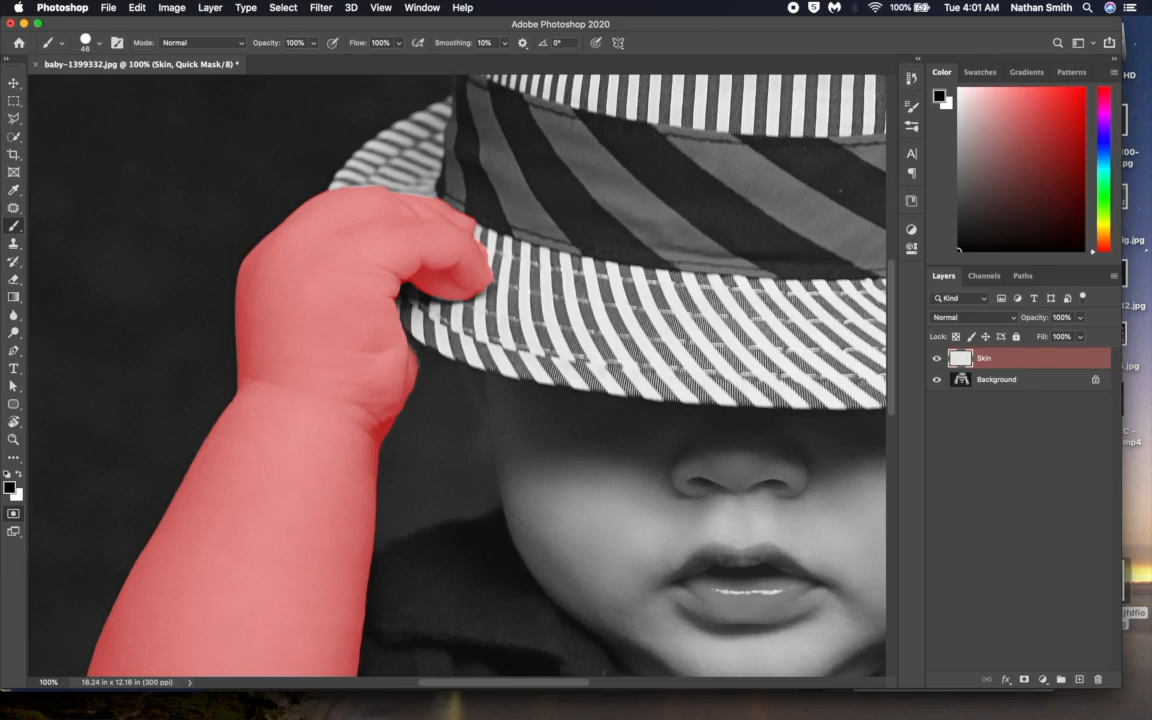 Photoshop File Edit Image Layer Type Select Filter 3D View Plugins Window Help 100% Tue 4:01 AM Nathan Smith
Adobe Photoshop 2020
46 Mode: Normal Opacity: 100% Flow: 100% Smoothing: 10% 0°
× baby-1399332.jpg @ 100% (Skin, Quick Mask/8) *
Color Swatches Gradients Patterns
HD
Layers Channels Paths
Kind
Normal Opacity: 100%
Lock: Fill: 100%
Skin
Background
100% 18.24 in x 12.16 in (300 ppi)